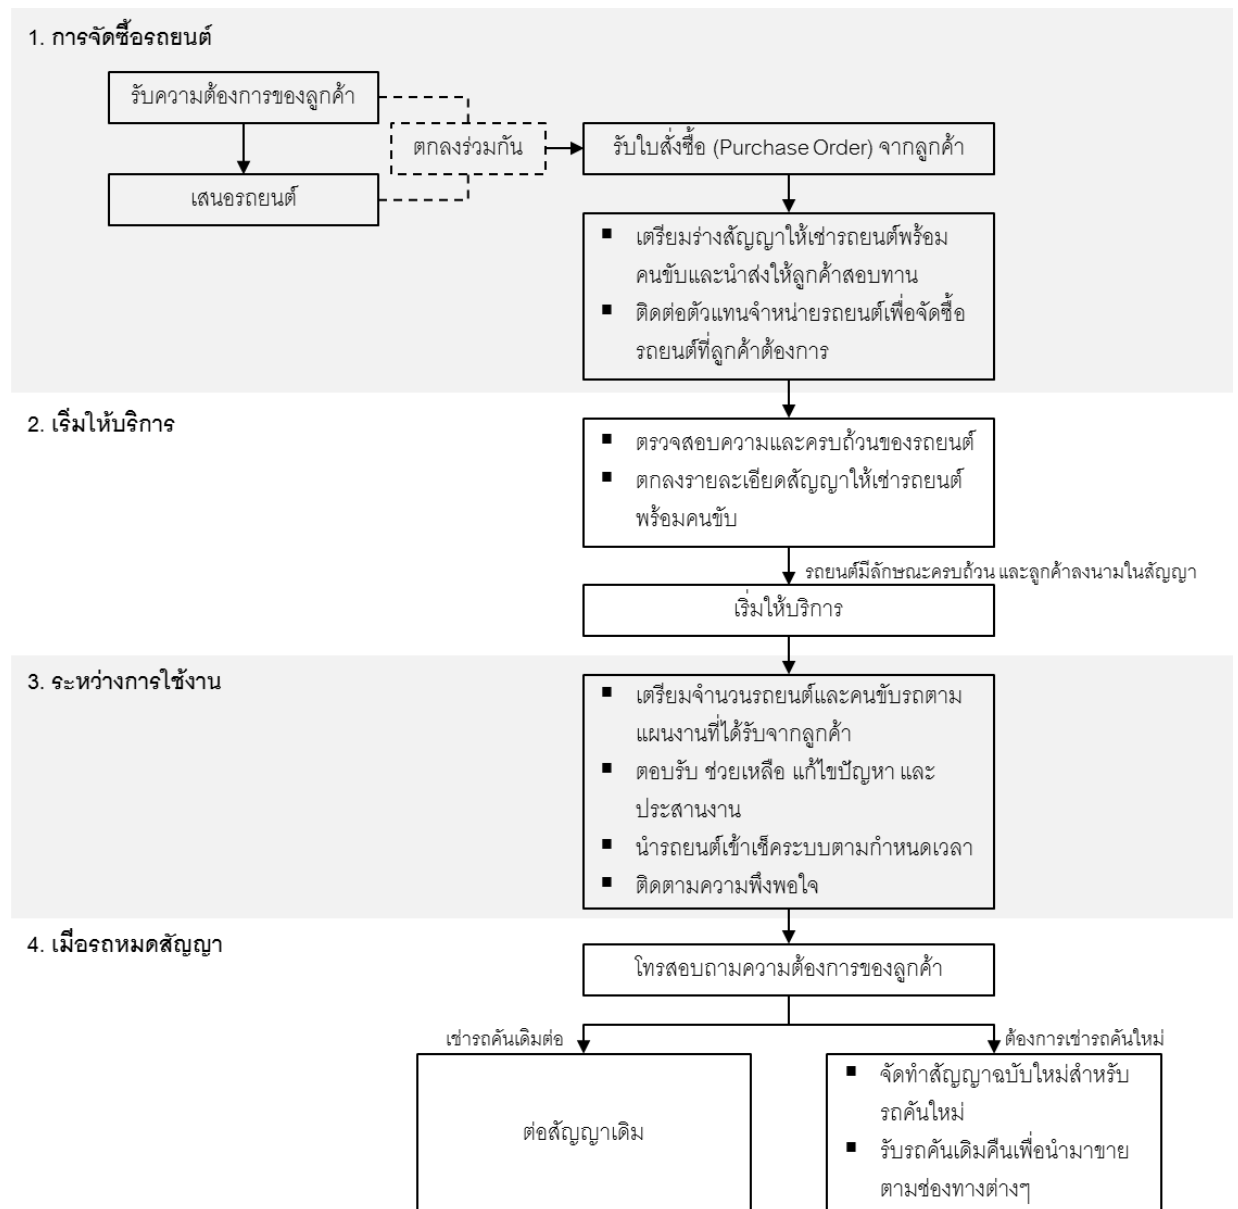 1. การจัดซื้อรถยนต์
รับความต้องการของลูกค้า
ตกลงร่วมกัน
รับใบสั่งซื้อ (Purchase Order) จากลูกค้า
เสนอรถยนต์
▪ เตรียมร่างสัญญาให้เช่ารถยนต์พร้อม
คนขับและนำส่งให้ลูกค้าสอบทาน
▪ ติดต่อตัวแทนจำหน่ายรถยนต์เพื่อจัดซื้อ
รถยนต์ที่ลูกค้าต้องการ
2. เริ่มให้บริการ
▪ ตรวจสอบความและครบถ้วนของรถยนต์
▪ ตกลงรายละเอียดสัญญาให้เช่ารถยนต์
พร้อมคนขับ
รถยนต์มีลักษณะครบถ้วน และลูกค้าลงนามในสัญญา
เริ่มให้บริการ
3. ระหว่างการใช้งาน
▪ เตรียมจำนวนรถยนต์และคนขับรถตาม
แผนงานที่ได้รับจากลูกค้า
▪ ตอบรับ ช่วยเหลือ แก้ไขปัญหา และ
ประสานงาน
▪ นำรถยนต์เข้าเช็คระบบตามกำหนดเวลา
▪ ติดตามความพึงพอใจ
4. เมื่อรถหมดสัญญา
โทรสอบถามความต้องการของลูกค้า
เช่ารถคันเดิมต่อ
ต้องการเช่ารถคันใหม่
ต่อสัญญาเดิม
▪ จัดทำสัญญาฉบับใหม่สำหรับ
รถคันใหม่
▪ รับรถคันเดิมคืนเพื่อนำมาขาย
ตามช่องทางต่างๆ